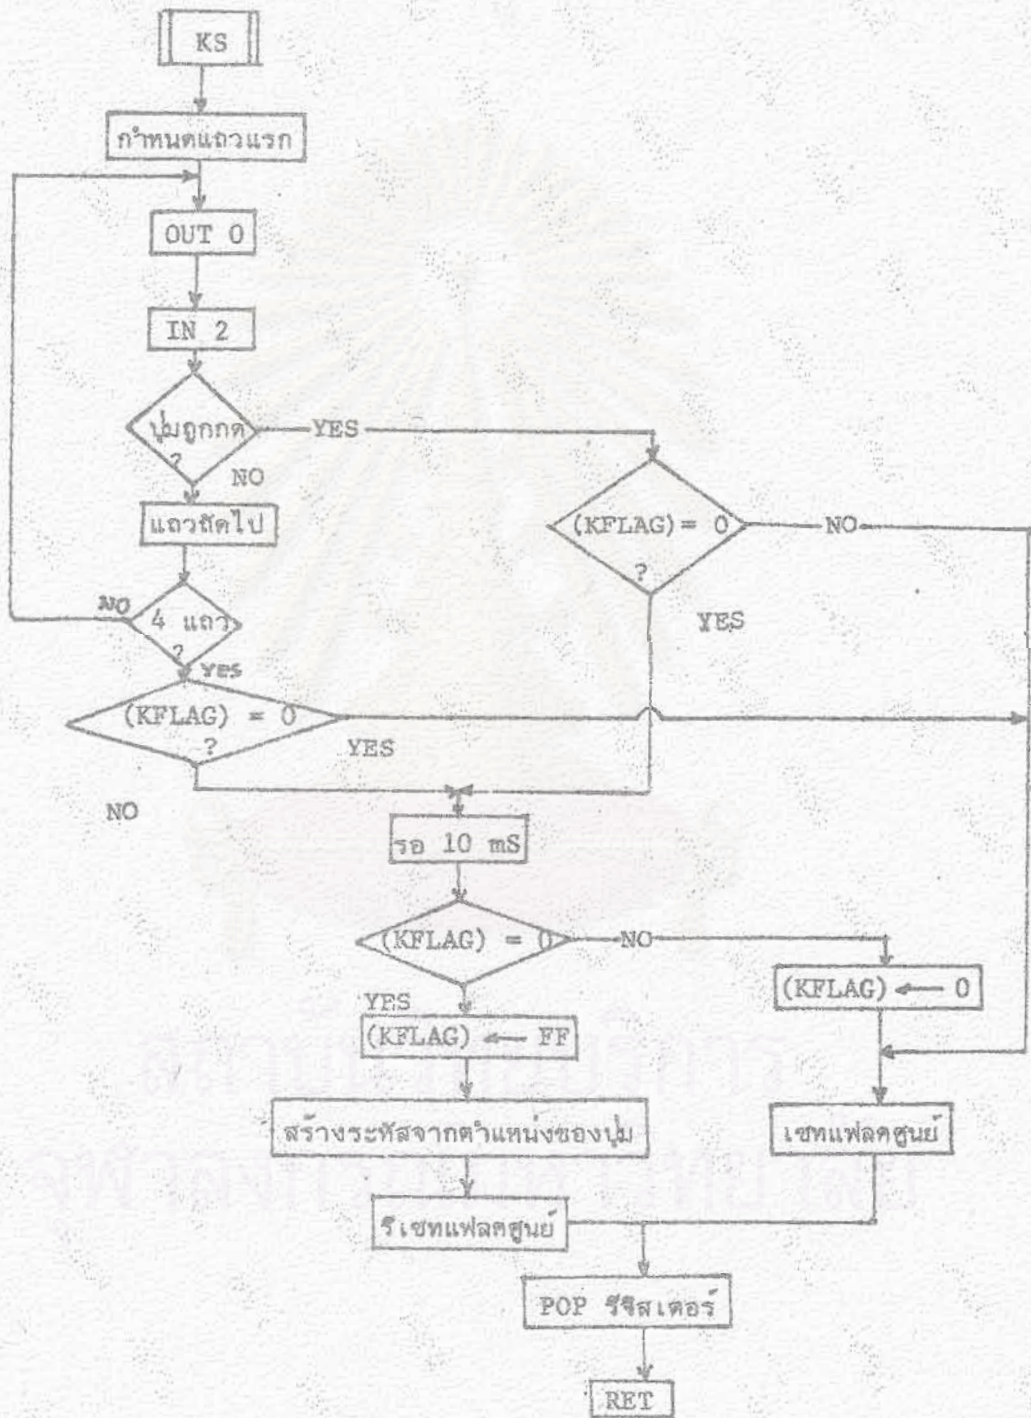 KS
กำหนดแถวแรก
OUT 0
IN 2
ปุ่มถูกกด
?
YES
NO
(KFLAG) = 0
?
NO
YES
แถวถัดไป
4 แถว
?
NO
Yes
(KFLAG) = 0
?
YES
NO
รอ 10 mS
(KFLAG) = 0
NO
YES
(KFLAG) ← 0
(KFLAG) ← FF
สร้างระหัสจากตำแหน่งของปุ่ม
เซทแฟลคศูนย์
รีเซทแฟลคศูนย์
POP รีจิสเตอร์
RET